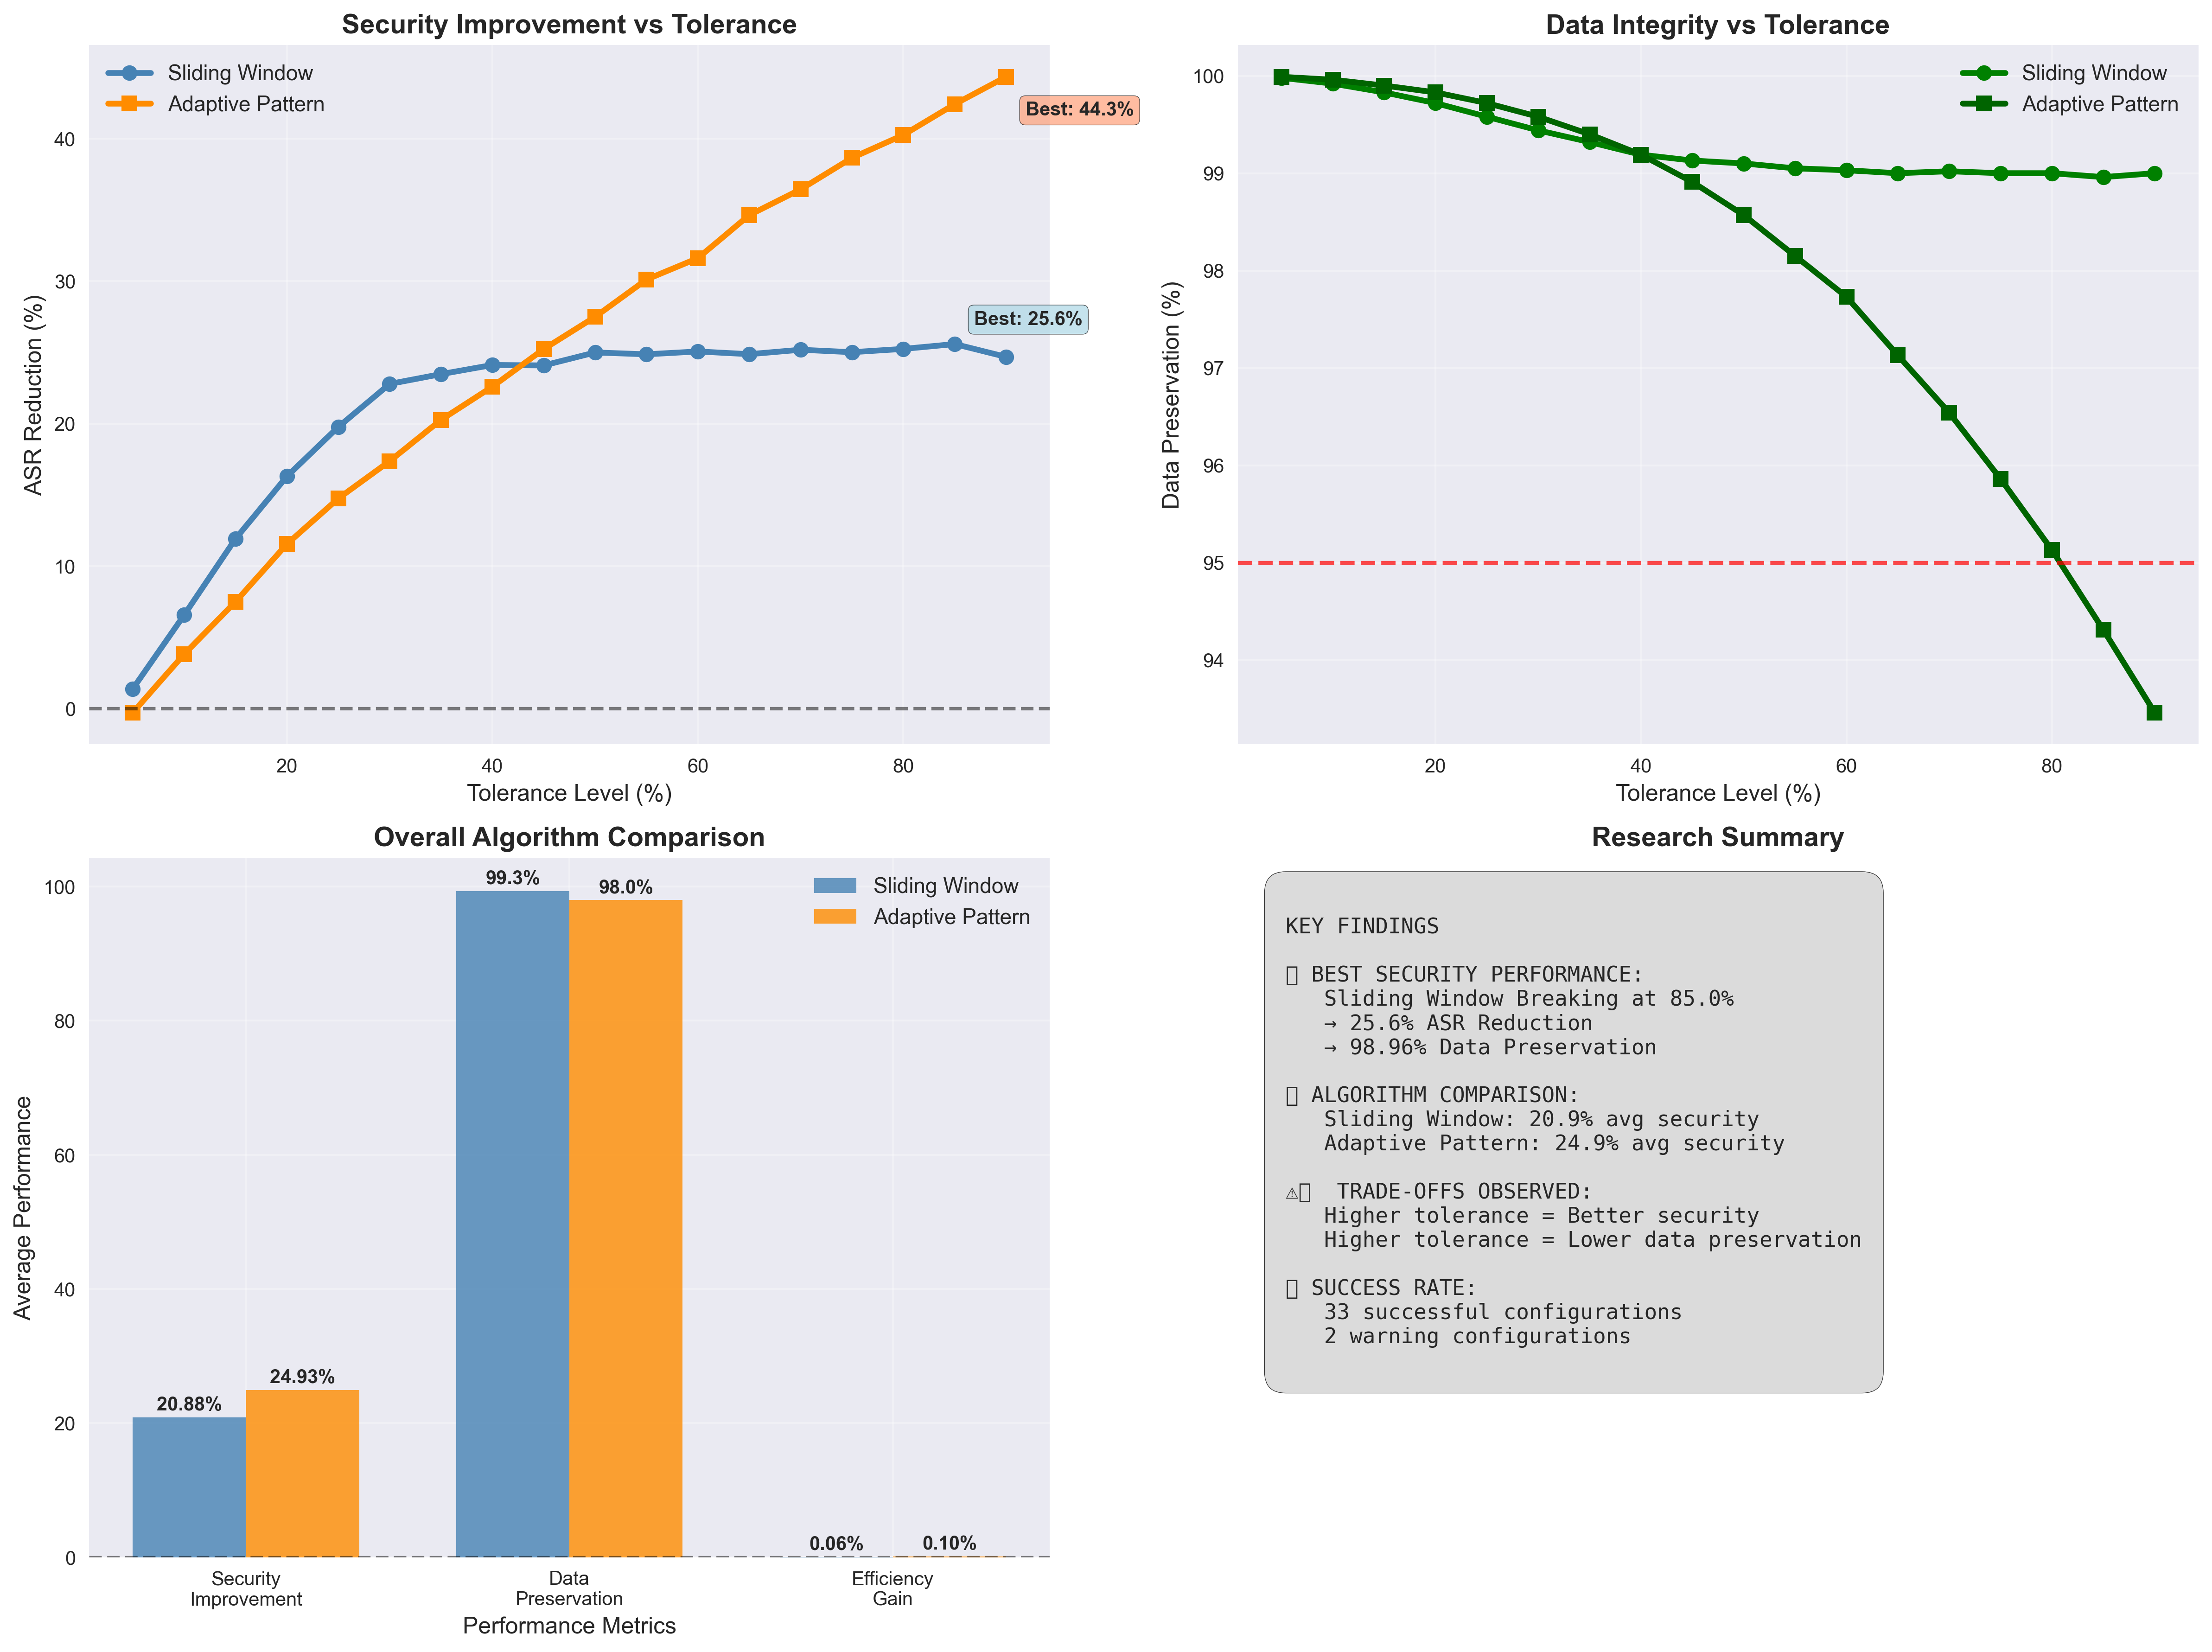 Security Improvement vs Tolerance
Sliding Window
Adaptive Pattern
Best: 44.3%
Best: 25.6%
ASR Reduction (%)
40
30
20
10
0
20 40 60 80
Tolerance Level (%)
Data Integrity vs Tolerance
Sliding Window
Adaptive Pattern
Data Preservation (%)
100
99
98
97
96
95
94
20 40 60 80
Tolerance Level (%)
Overall Algorithm Comparison
Sliding Window
Adaptive Pattern
Average Performance
100
80
60
40
20
0
20.88%
24.93%
99.3%
98.0%
0.06%
0.10%
Security
Improvement
Data
Preservation
Efficiency
Gain
Performance Metrics
Research Summary
KEY FINDINGS
BEST SECURITY PERFORMANCE:
Sliding Window Breaking at 85.0%
→ 25.6% ASR Reduction
→ 98.96% Data Preservation
ALGORITHM COMPARISON:
Sliding Window: 20.9% avg security
Adaptive Pattern: 24.9% avg security
⚠ TRADE-OFFS OBSERVED:
Higher tolerance = Better security
Higher tolerance = Lower data preservation
SUCCESS RATE:
33 successful configurations
2 warning configurations